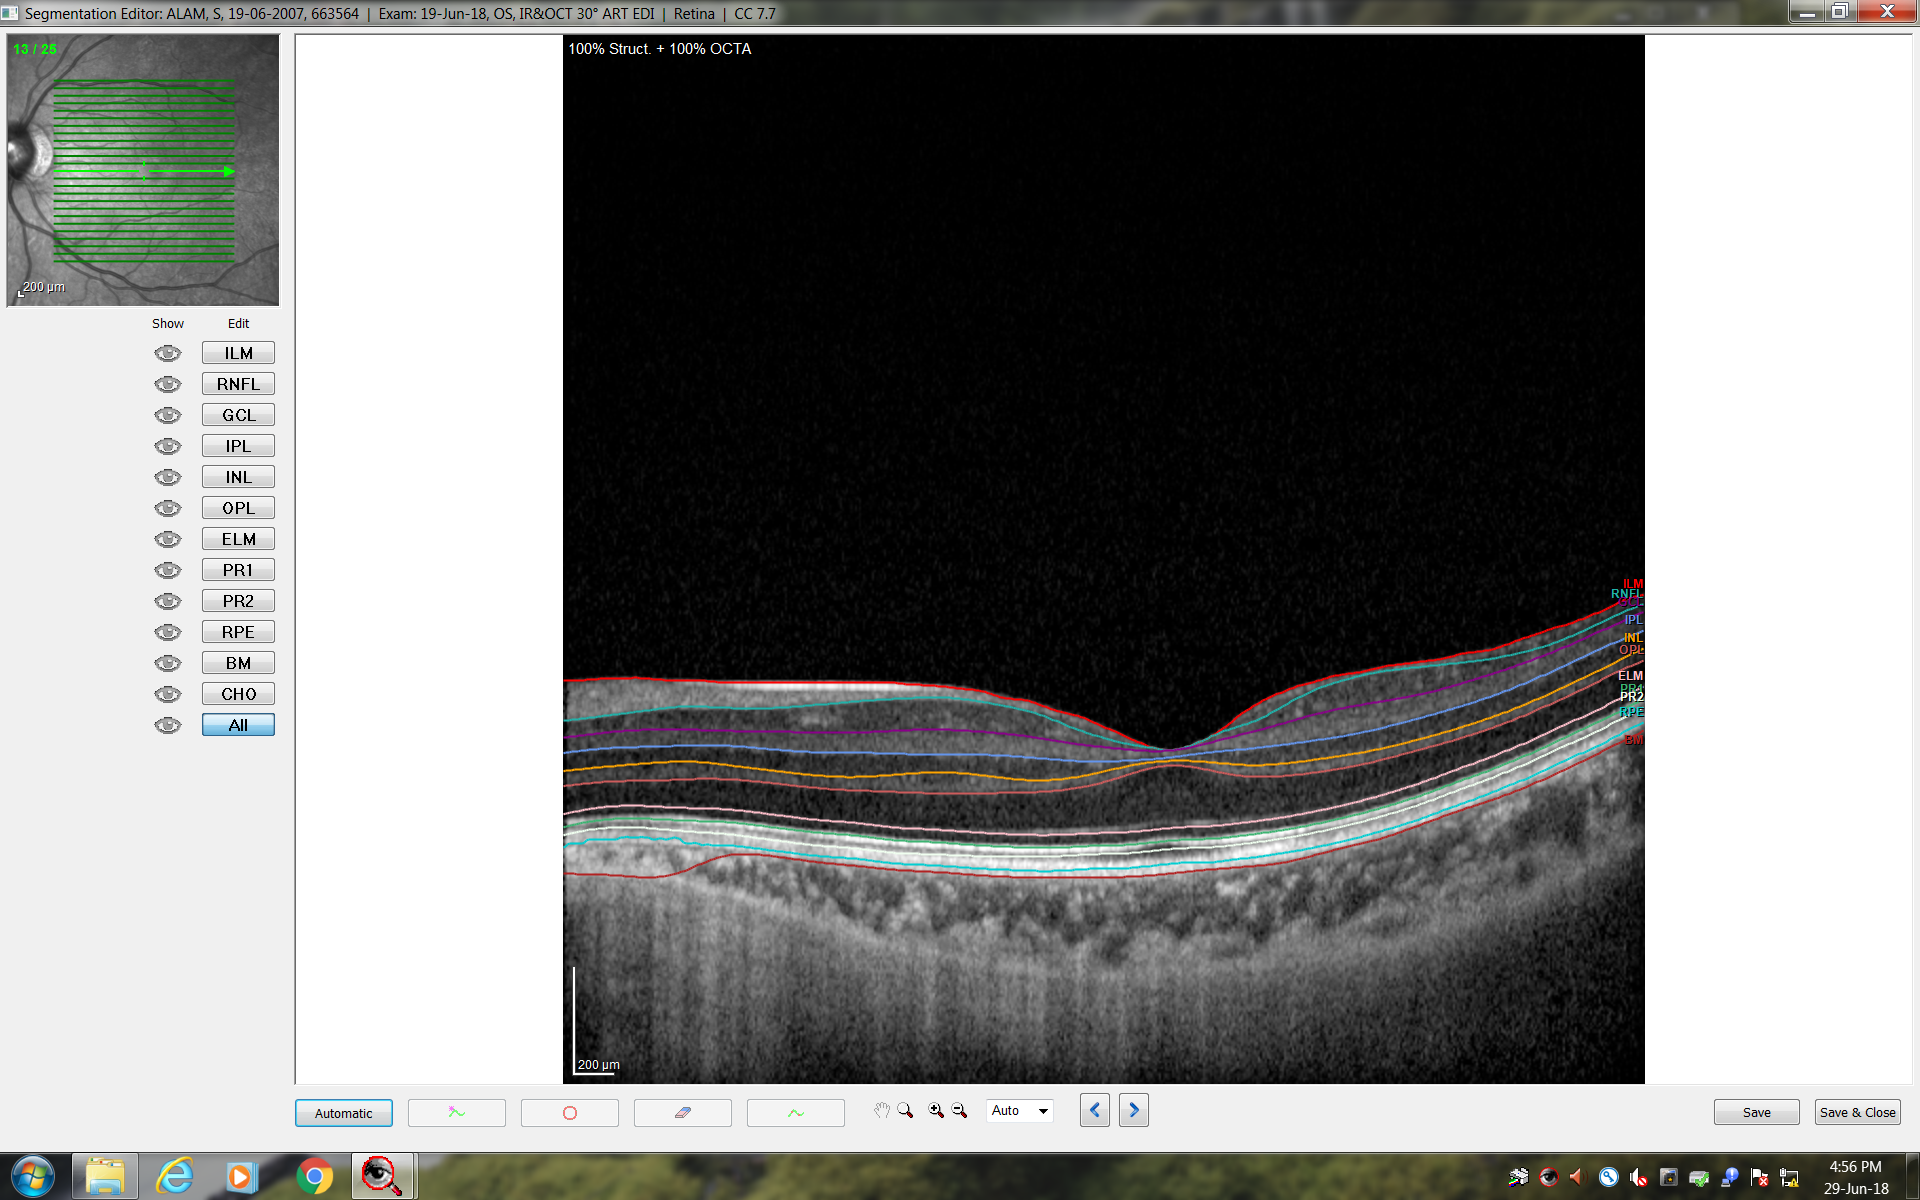 Segmentation Editor: ALAM, S, 19-06-2007, 663564 | Exam: 19-Jun-18, OS, IR&OCT 30° ART EDI | Retina | CC 7.7
13 / 25
200 µm
Show Edit
ILM
RNFL
GCL
IPL
INL
OPL
ELM
PR1
PR2
RPE
BM
CHO
All
100% Struct. + 100% OCTA
ILM
RNFL
IPL
INL
OPL
ELM
PR1
PR2
RPE
BM
200 µm
Automatic
Auto
Save
Save & Close
4:56 PM
29-Jun-18